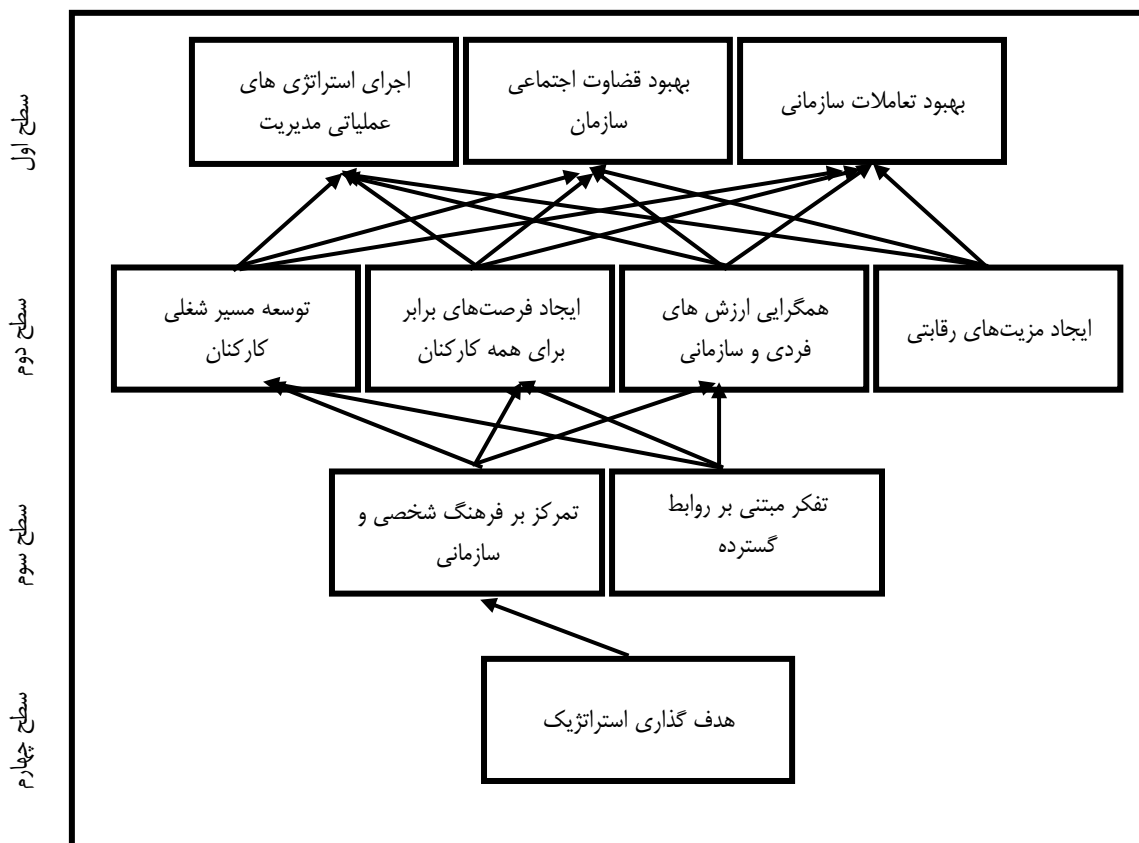 سطح اول
بهبود تعاملات سازمانی
بهبود قضاوت اجتماعی
سازمان
اجرای استراتژی های
عملیاتی مدیریت
سطح دوم
ایجاد مزیت‌های رقابتی
همگرایی ارزش های
فردی و سازمانی
ایجاد فرصت‌های برابر
برای همه کارکنان
توسعه مسیر شغلی
کارکنان
سطح سوم
تفکر مبتنی بر روابط
گسترده
تمرکز بر فرهنگ شخصی و
سازمانی
سطح چهارم
هدف گذاری استراتژیک